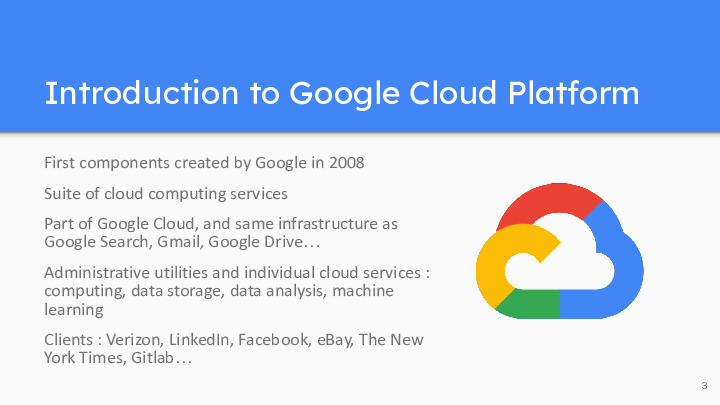 Introduction to Google Cloud Platform
First components created by Google in 2008
Suite of cloud computing services
Part of Google Cloud, and same infrastructure as
Google Search, Gmail, Google Drive…
Administrative utilities and individual cloud services :
computing, data storage, data analysis, machine
learning
Clients : Verizon, LinkedIn, Facebook, eBay, The New
York Times, Gitlab…
3